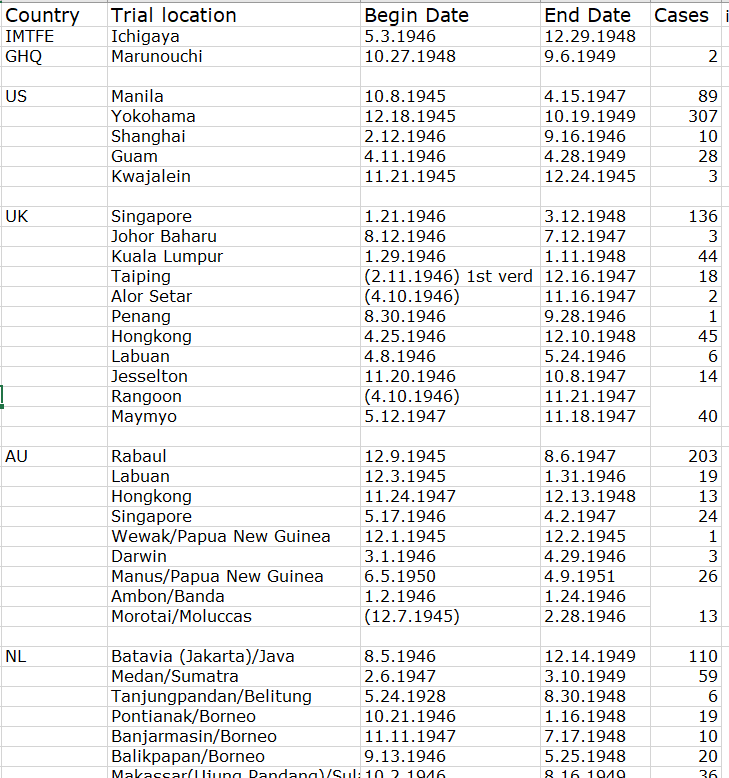 Country Trial location Begin Date End Date Cases
IMTFE Ichigaya 5.3.1946 12.29.1948
GHQ Marunouchi 10.27.1948 9.6.1949 2
US Manila 10.8.1945 4.15.1947 89
Yokohama 12.18.1945 10.19.1949 307
Shanghai 2.12.1946 9.16.1946 10
Guam 4.11.1946 4.28.1949 28
Kwajalein 11.21.1945 12.24.1945 3
UK Singapore 1.21.1946 3.12.1948 136
Johor Baharu 8.12.1946 7.12.1947 3
Kuala Lumpur 1.29.1946 1.11.1948 44
Taiping (2.11.1946) 1st verd 12.16.1947 18
Alor Setar (4.10.1946) 11.16.1947 2
Penang 8.30.1946 9.28.1946 1
Hongkong 4.25.1946 12.10.1948 45
Labuan 4.8.1946 5.24.1946 6
Jesselton 11.20.1946 10.8.1947 14
Rangoon (4.10.1946) 11.21.1947
Maymyo 5.12.1947 11.18.1947 40
AU Rabaul 12.9.1945 8.6.1947 203
Labuan 12.3.1945 1.31.1946 19
Hongkong 11.24.1947 12.13.1948 13
Singapore 5.17.1946 4.2.1947 24
Wewak/Papua New Guinea 12.1.1945 12.2.1945 1
Darwin 3.1.1946 4.29.1946 3
Manus/Papua New Guinea 6.5.1950 4.9.1951 26
Ambon/Banda 1.2.1946 1.24.1946
Morotai/Moluccas (12.7.1945) 2.28.1946 13
NL Batavia (Jakarta)/Java 8.5.1946 12.14.1949 110
Medan/Sumatra 2.6.1947 3.10.1949 59
Tanjungpandan/Belitung 5.24.1928 8.30.1948 6
Pontianak/Borneo 10.21.1946 1.16.1948 19
Banjarmasin/Borneo 11.11.1947 7.17.1948 10
Balikpapan/Borneo 9.13.1946 5.25.1948 20
Makassar(Ujung Pandang)/Sul 10.2.1946 8.16.1949 36